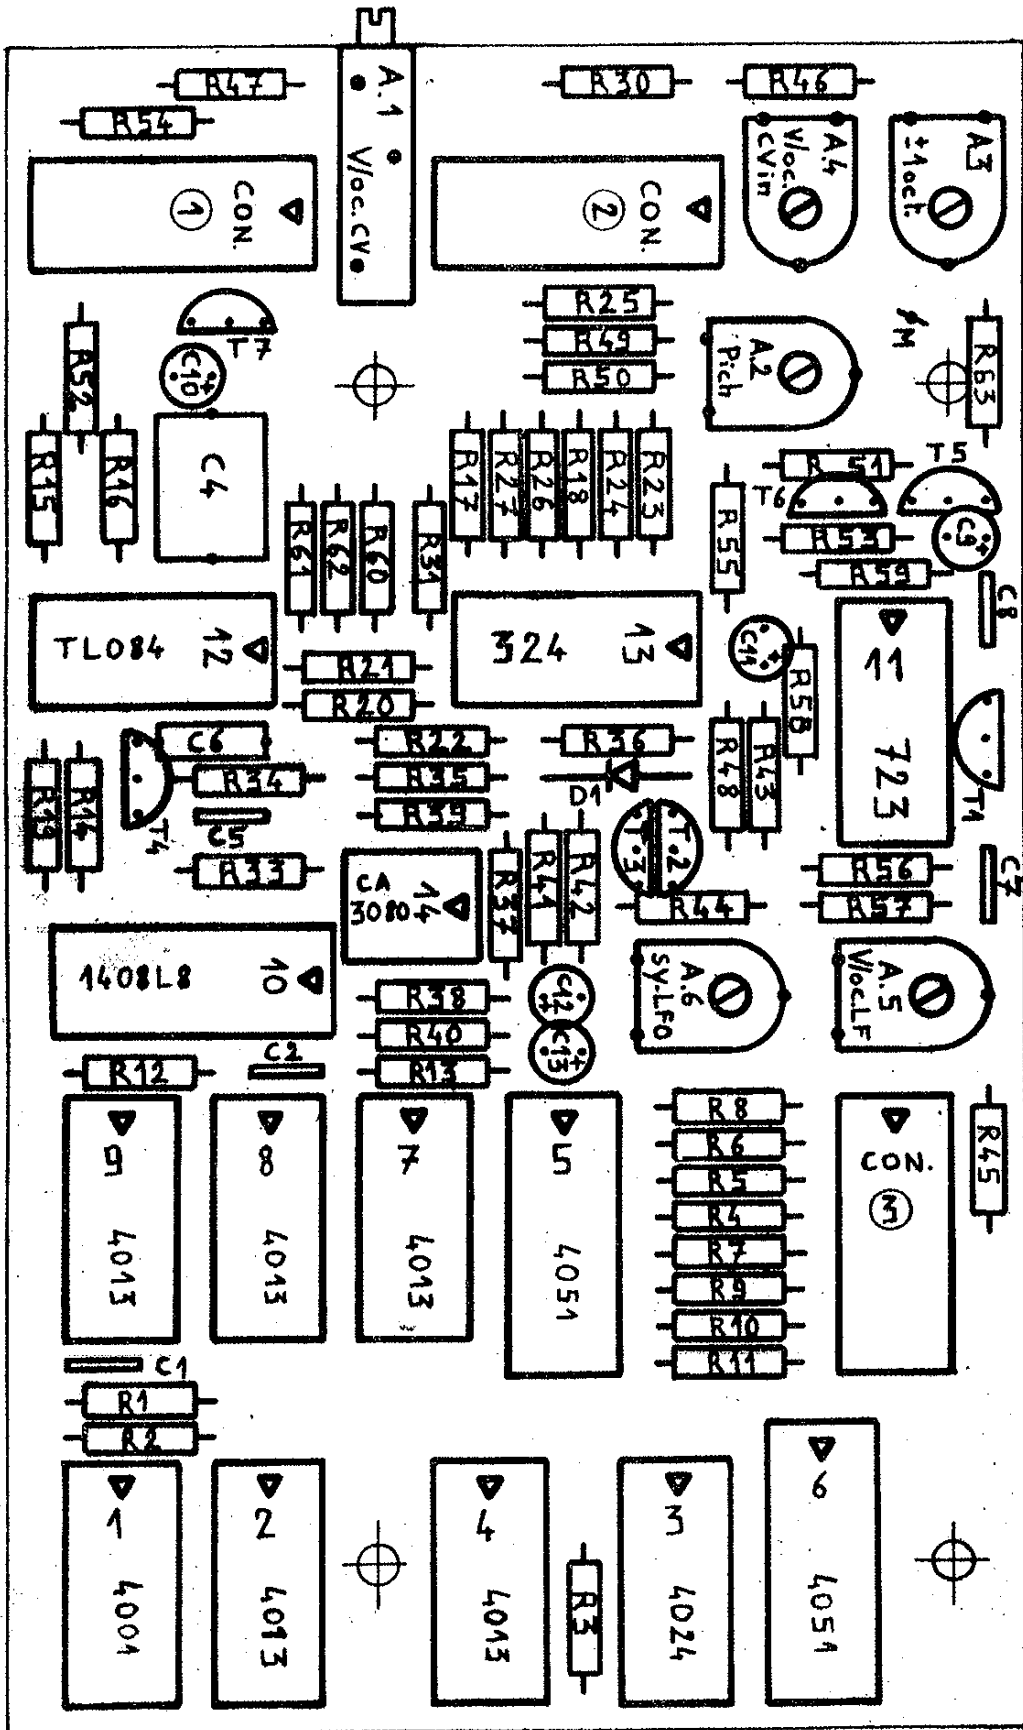 R47
A.1
V/oc.CV
R30
R46
R54
CON.
1
CON.
2
A.4
V/oc.
CVin
A3
±1oct.
R25
R49
R50
T7
C10
R52
A.2
Pich
M
R63
R15
R16
C4
R17
R27
R26
R18
R24
R23
R51
T6
T5
R53
C9
R59
R55
R61
R62
R60
R31
C8
TL084
12
324
13
C14
R58
11
723
R21
R20
C6
R34
C5
T4
R33
R22
R35
R39
R36
D1
R48
R43
T1
R19
R14
CA
3080
14
R37
R41
R42
T.3
T.2
R44
R56
R57
C7
1408L8
10
R38
R40
R13
C12
C13
A.6
sy-LFO
A.5
V/oc.LF
R12
C2
9
4013
8
4013
7
4013
5
4051
R8
R6
R5
R4
R7
R9
R10
R11
CON.
3
R45
C1
R1
R2
1
4001
2
4013
4
4013
R3
3
4024
6
4051